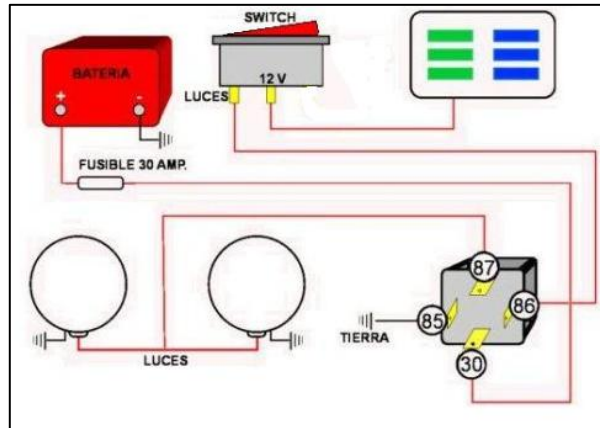 SWITCH
BATERIA
+ -
12 V
LUCES
FUSIBLE 30 AMP.
87
86
85
TIERRA
30
LUCES